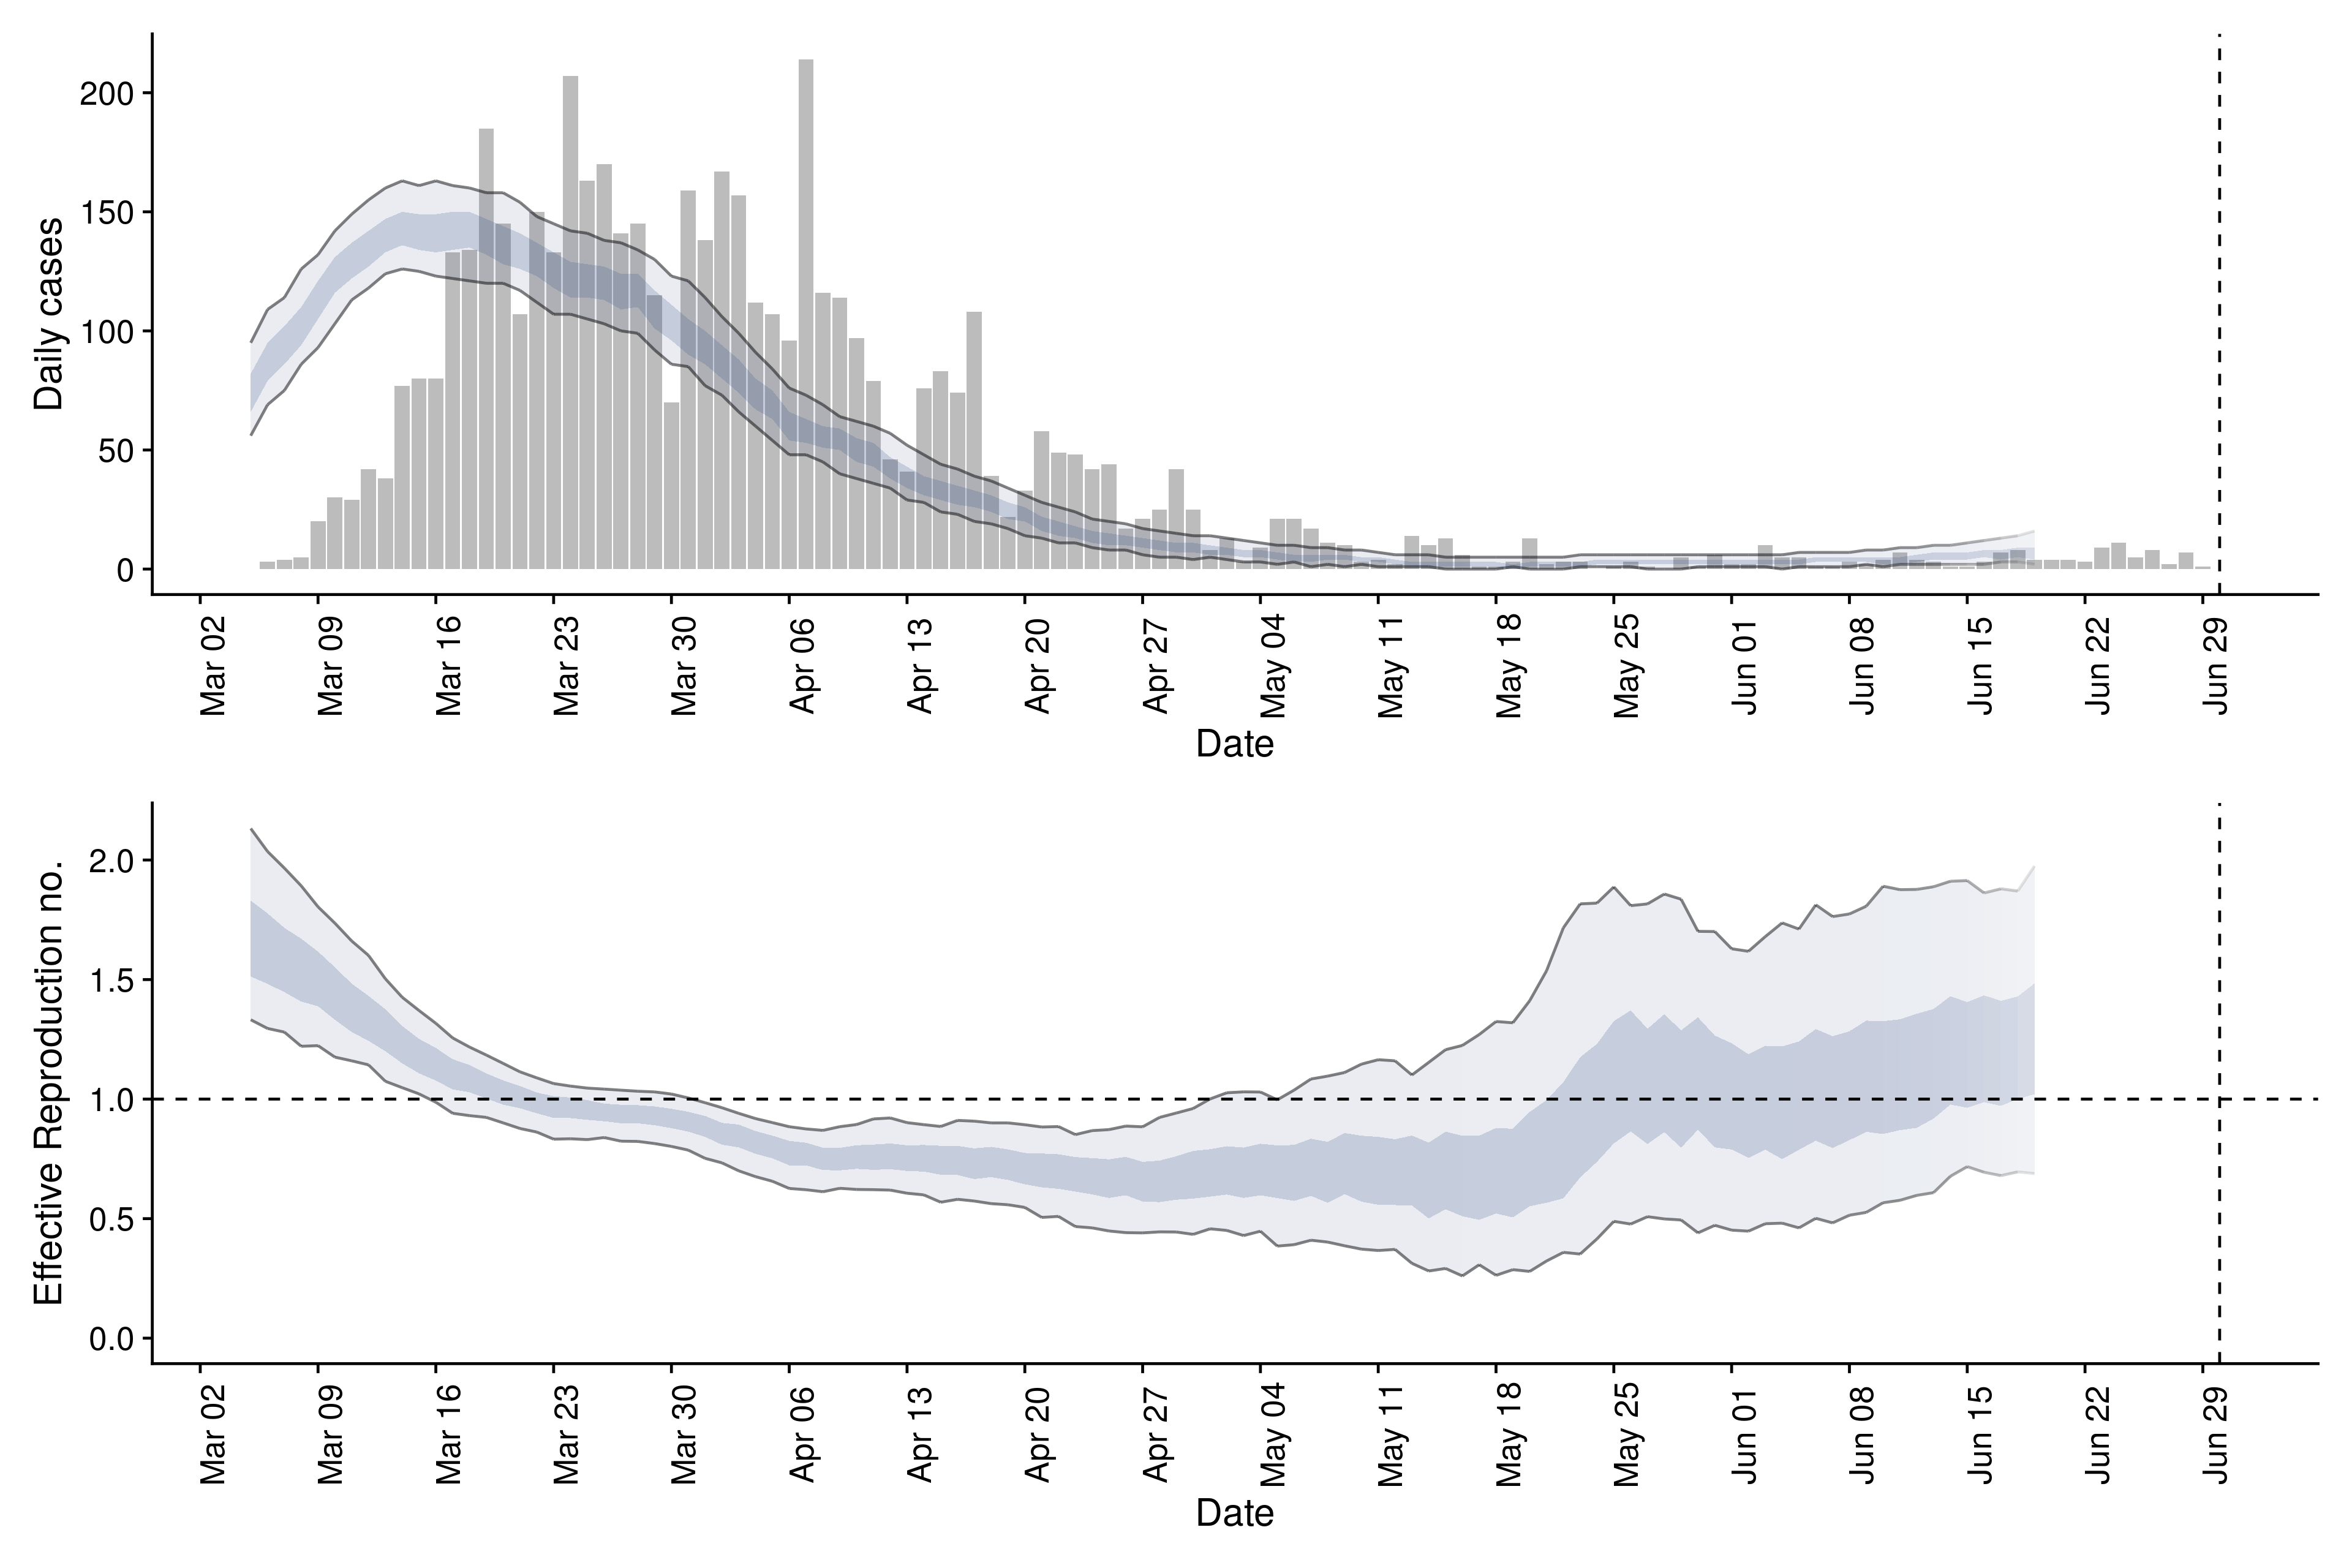 Daily cases
200
150
100
50
0
Mar 02
Mar 09
Mar 16
Mar 23
Mar 30
Apr 06
Apr 13
Apr 20
Apr 27
May 04
May 11
May 18
May 25
Jun 01
Jun 08
Jun 15
Jun 22
Jun 29
Date
Effective Reproduction no.
2.0
1.5
1.0
0.5
0.0
Mar 02
Mar 09
Mar 16
Mar 23
Mar 30
Apr 06
Apr 13
Apr 20
Apr 27
May 04
May 11
May 18
May 25
Jun 01
Jun 08
Jun 15
Jun 22
Jun 29
Date